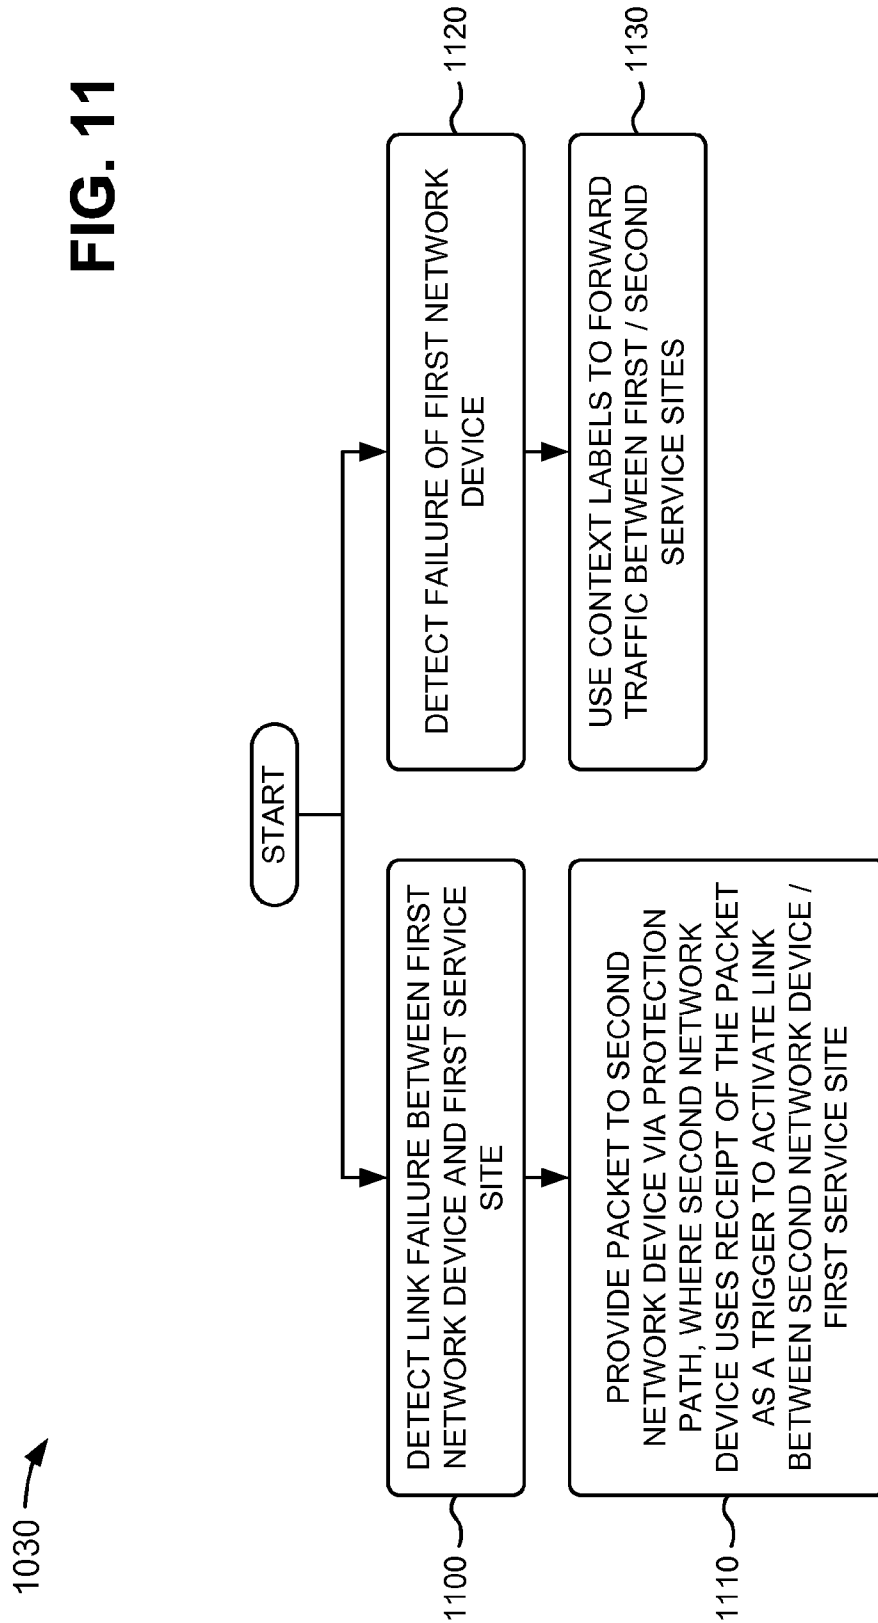 FIG. 11
1030
START
1100
DETECT LINK FAILURE BETWEEN FIRST
NETWORK DEVICE AND FIRST SERVICE
SITE
1110
PROVIDE PACKET TO SECOND
NETWORK DEVICE VIA PROTECTION
PATH, WHERE SECOND NETWORK
DEVICE USES RECEIPT OF THE PACKET
AS A TRIGGER TO ACTIVATE LINK
BETWEEN SECOND NETWORK DEVICE /
FIRST SERVICE SITE
DETECT FAILURE OF FIRST NETWORK
DEVICE
1120
USE CONTEXT LABELS TO FORWARD
TRAFFIC BETWEEN FIRST / SECOND
SERVICE SITES
1130